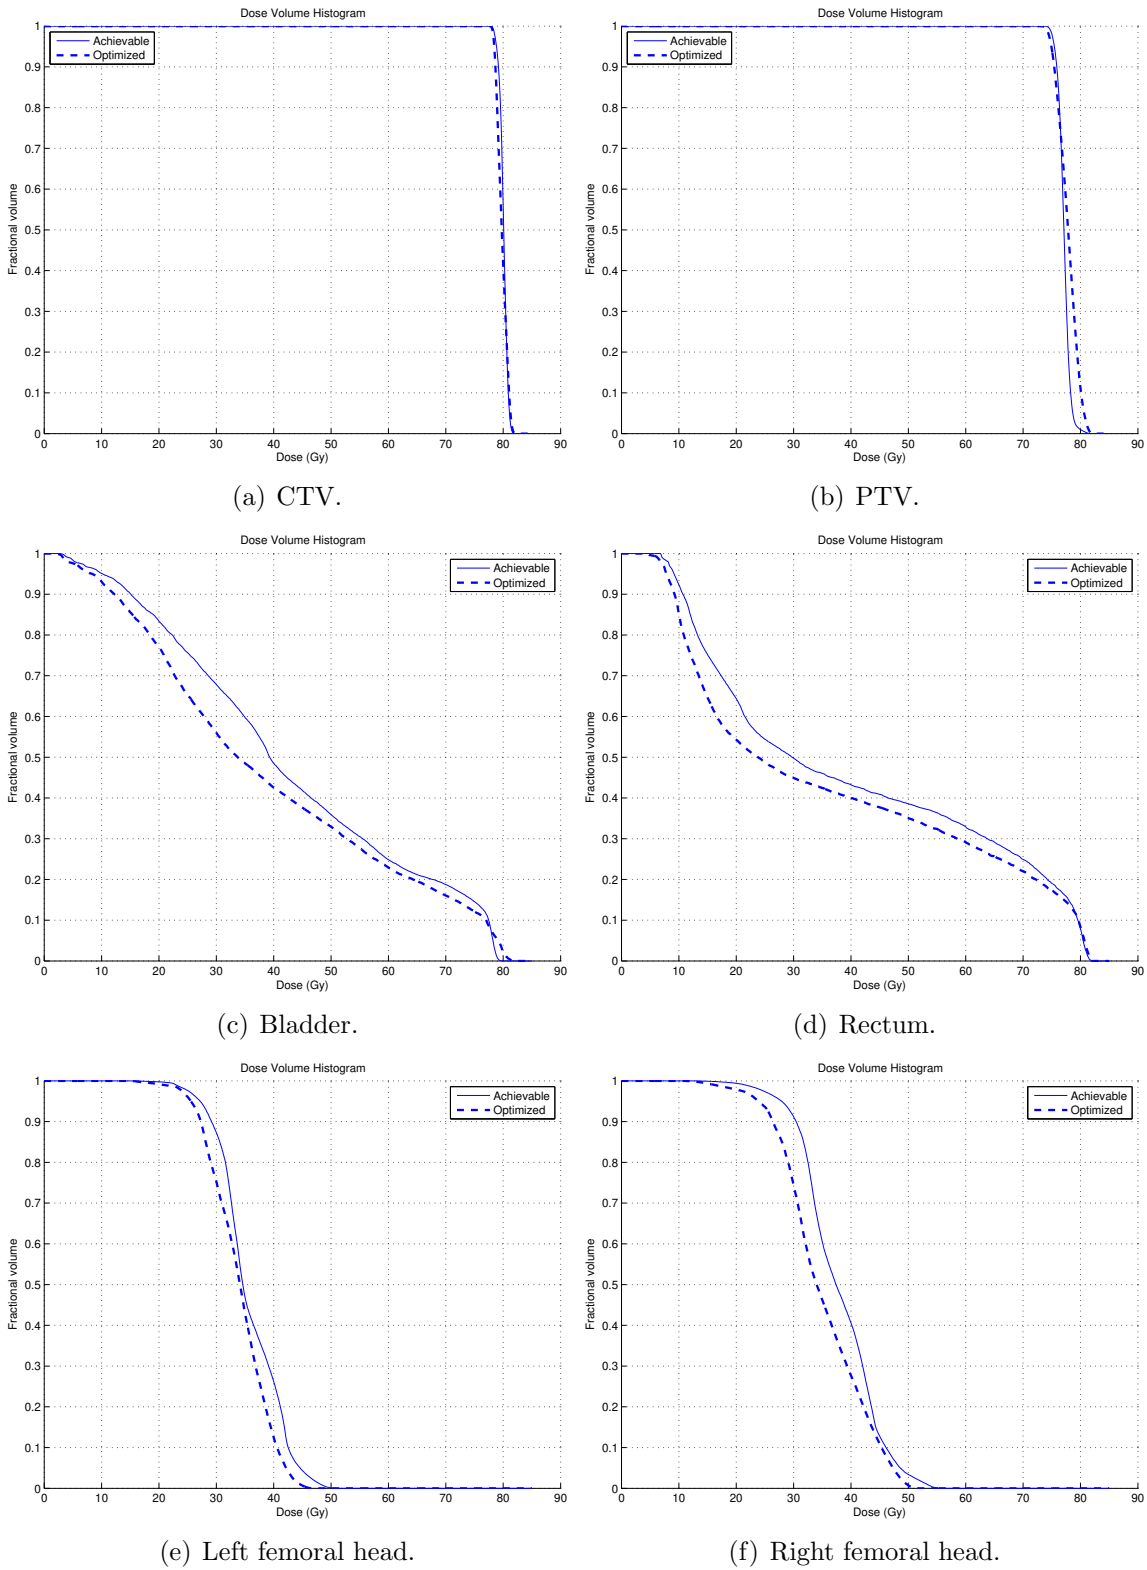 Dose Volume Histogram
Achievable
Optimized
Fractional volume
1
0.9
0.8
0.7
0.6
0.5
0.4
0.3
0.2
0.1
0
0 10 20 30 40 50 60 70 80 90
Dose (Gy)
(a) CTV.
Dose Volume Histogram
Achievable
Optimized
Fractional volume
1
0.9
0.8
0.7
0.6
0.5
0.4
0.3
0.2
0.1
0
0 10 20 30 40 50 60 70 80 90
Dose (Gy)
(b) PTV.
Dose Volume Histogram
Achievable
Optimized
Fractional volume
1
0.9
0.8
0.7
0.6
0.5
0.4
0.3
0.2
0.1
0
0 10 20 30 40 50 60 70 80 90
Dose (Gy)
(c) Bladder.
Dose Volume Histogram
Achievable
Optimized
Fractional volume
1
0.9
0.8
0.7
0.6
0.5
0.4
0.3
0.2
0.1
0
0 10 20 30 40 50 60 70 80 90
Dose (Gy)
(d) Rectum.
Dose Volume Histogram
Achievable
Optimized
Fractional volume
1
0.9
0.8
0.7
0.6
0.5
0.4
0.3
0.2
0.1
0
0 10 20 30 40 50 60 70 80 90
Dose (Gy)
(e) Left femoral head.
Dose Volume Histogram
Achievable
Optimized
Fractional volume
1
0.9
0.8
0.7
0.6
0.5
0.4
0.3
0.2
0.1
0
0 10 20 30 40 50 60 70 80 90
Dose (Gy)
(f) Right femoral head.